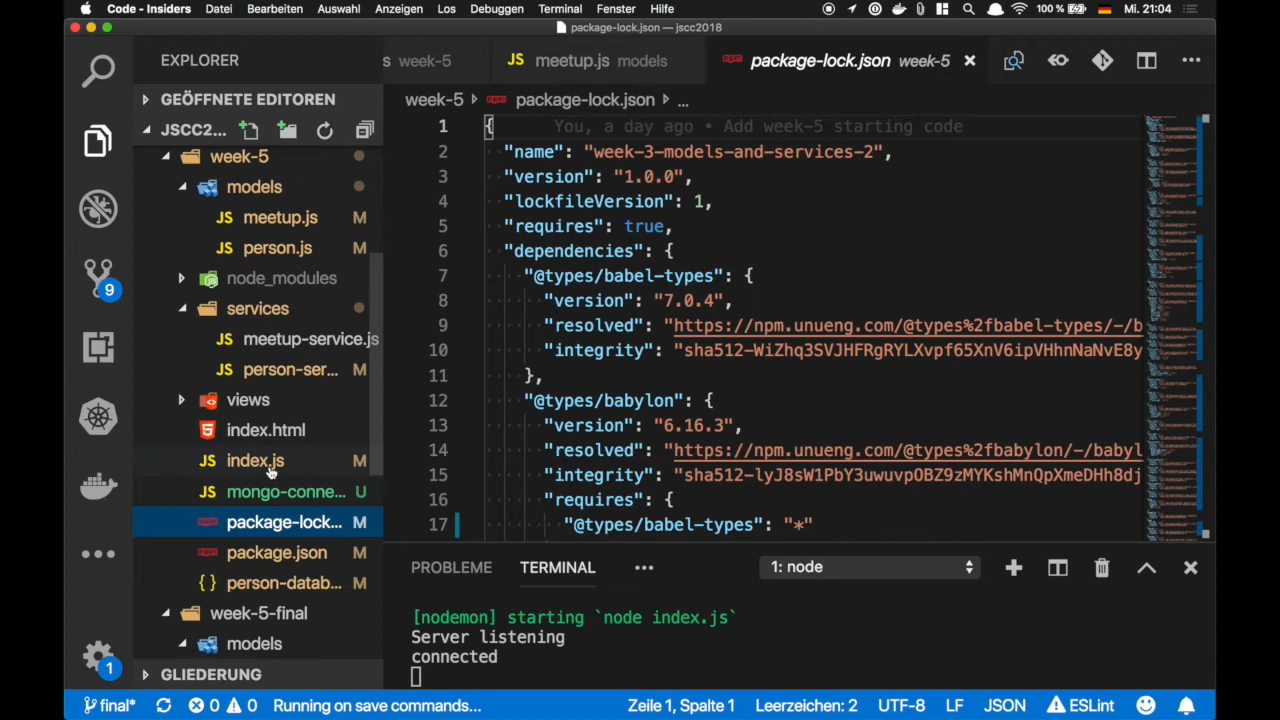 Code - Insiders Datei Bearbeiten Auswahl Anzeigen Los Debuggen Terminal Fenster Hilfe 100 % Mi. 21:04
package-lock.json — jscc2018
EXPLORER
GEÖFFNETE EDITOREN
JSCC2...
week-5
models
JS meetup.js M
JS person.js M
node_modules
services
JS meetup-service.js
JS person-ser... M
views
index.html
JS index.js M
JS mongo-conne... U
package-lock...
package.json M
{} person-datab... M
week-5-final
models
GLIEDERUNG
9
1
s week-5
JS meetup.js models
package-lock.json week-5
week-5 package-lock.json ...
1 { You, a day ago • Add week-5 starting code
2 "name": "week-3-models-and-services-2",
3 "version": "1.0.0",
4 "lockfileVersion": 1,
5 "requires": true,
6 "dependencies": {
7 "@types/babel-types": {
8 "version": "7.0.4",
9 "resolved": "https://npm.unueng.com/@types%2fbabel-types/-/b
10 "integrity": "sha512-WiZhq3SVJHFRgRYLXvpf65XnV6ipVHhnNaNvE8y
11 },
12 "@types/babylon": {
13 "version": "6.16.3",
14 "resolved": "https://npm.unueng.com/@types%2fbabylon/-/babyl
15 "integrity": "sha512-lyJ8sW1PbY3uwuvpOBZ9zMYKshMnQpXmeDHh8dj
16 "requires": {
17 "@types/babel-types": "*"
PROBLEME TERMINAL ... 1: node
[nodemon] starting `node index.js`
Server listening
connected
final* 0 0 Running on save commands... Zeile 1, Spalte 1 Leerzeichen: 2 UTF-8 LF JSON ESLint